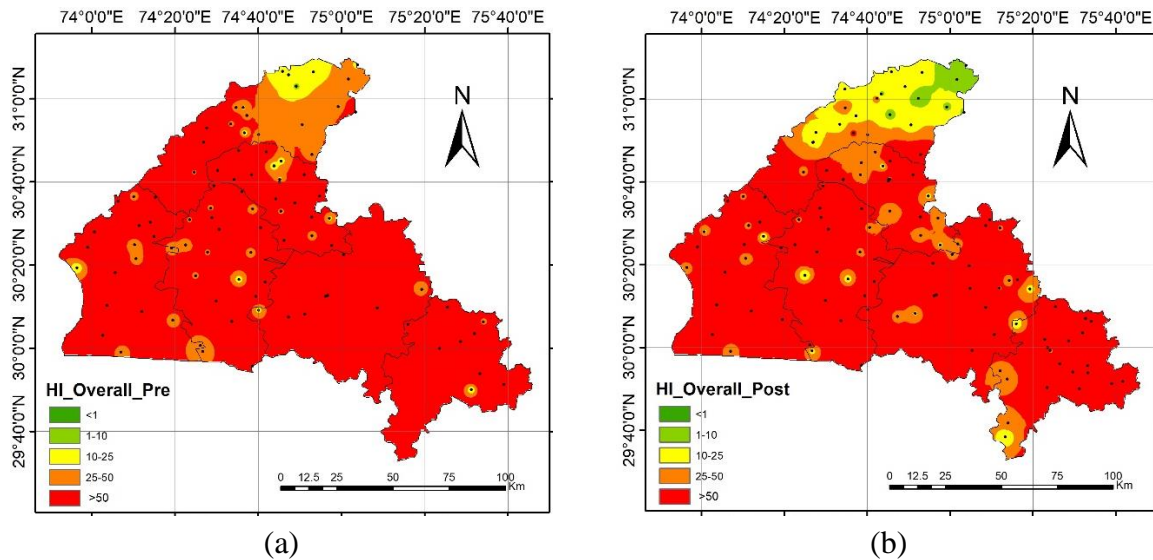 74°0'0"E 74°20'0"E 74°40'0"E 75°0'0"E 75°20'0"E 75°40'0"E
31°0'0"N
30°40'0"N
30°20'0"N
30°0'0"N
29°40'0"N
N
HI_Overall_Pre
<1
1-10
10-25
25-50
>50
0 12.5 25 50 75 100
Km
(a)
74°0'0"E 74°20'0"E 74°40'0"E 75°0'0"E 75°20'0"E 75°40'0"E
31°0'0"N
30°40'0"N
30°20'0"N
30°0'0"N
29°40'0"N
N
HI_Overall_Post
<1
1-10
10-25
25-50
>50
0 12.5 25 50 75 100
Km
(b)